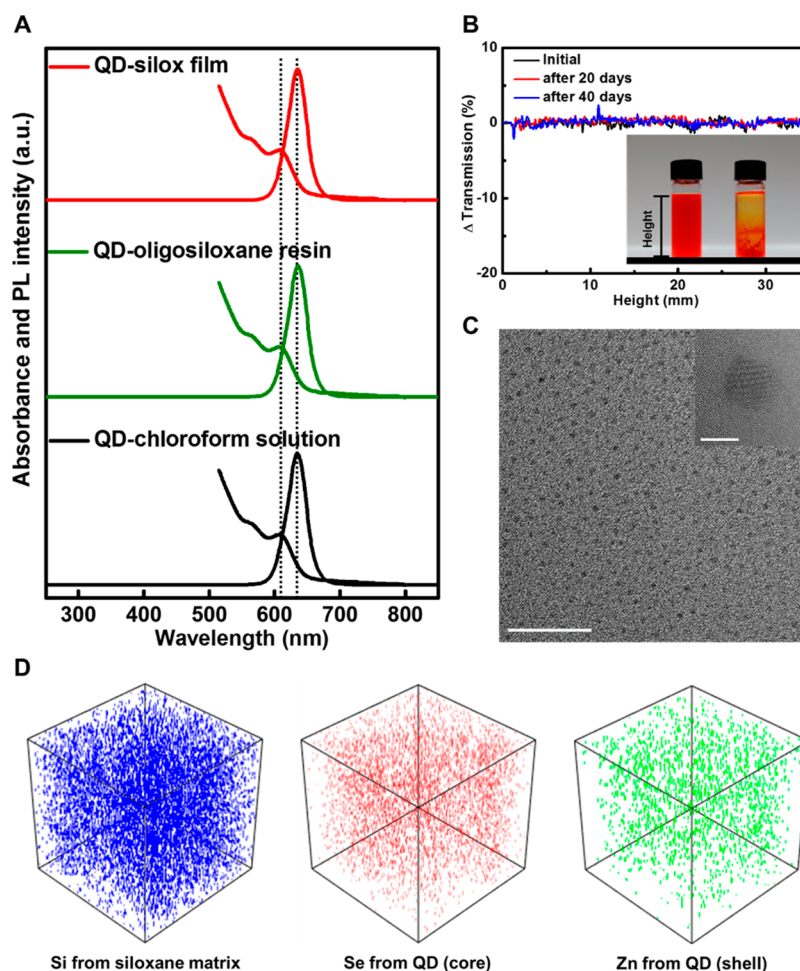 A
QD-silox film
QD-oligosiloxane resin
QD-chloroform solution
Absorbance and PL intensity (a.u.)
300 400 500 600 700 800
Wavelength (nm)
B
10
0
-10
-20
Δ Transmission (%)
Initial
after 20 days
after 40 days
Height
0 10 20 30
Height (mm)
C
D
Si from siloxane matrix
Se from QD (core)
Zn from QD (shell)